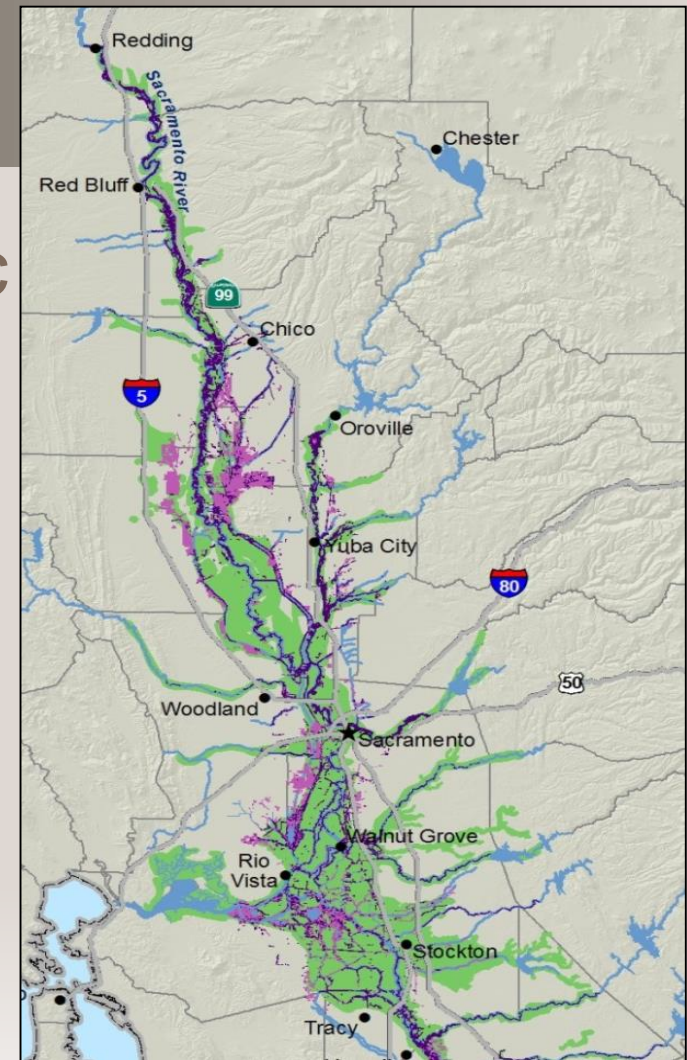 c
Redding
Sacramento River
Chester
Red Bluff
99
Chico
5
Oroville
Yuba City
80
50
Woodland
Sacramento
Walnut Grove
Rio
Vista
Stockton
Tracy